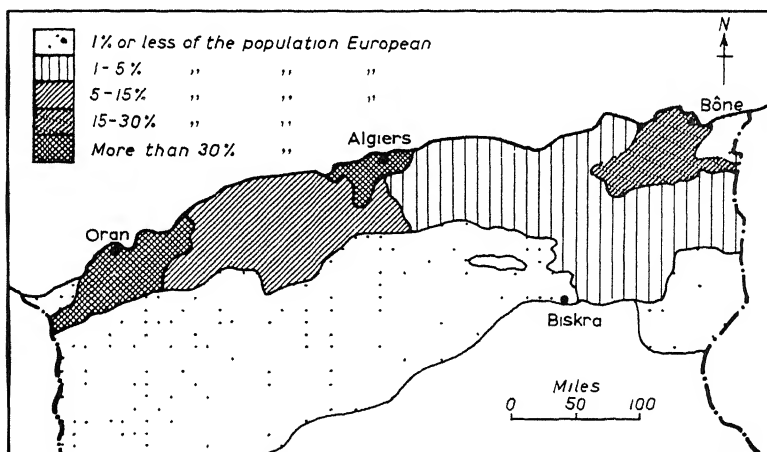 1% or less of the population European
1-5% ,, ,, ,,
5-15% ,, ,, ,,
15-30% ,, ,,
More than 30% ,,
N
Bône
Algiers
Oran
Biskra
Miles
0 50 100